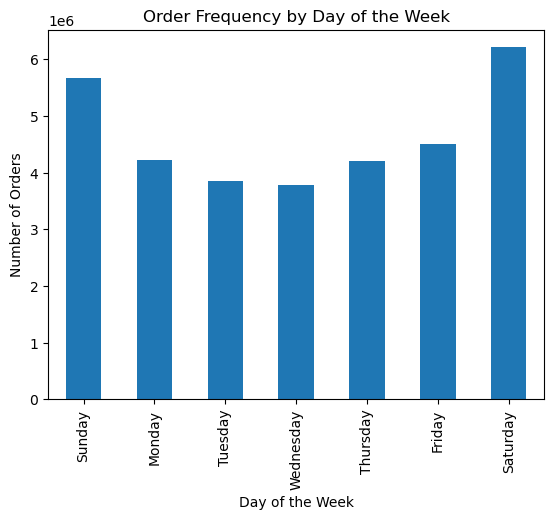 Order Frequency by Day of the Week
1e6
6
5
4
3
2
1
0
Number of Orders
Sunday
Monday
Tuesday
Wednesday
Thursday
Friday
Saturday
Day of the Week